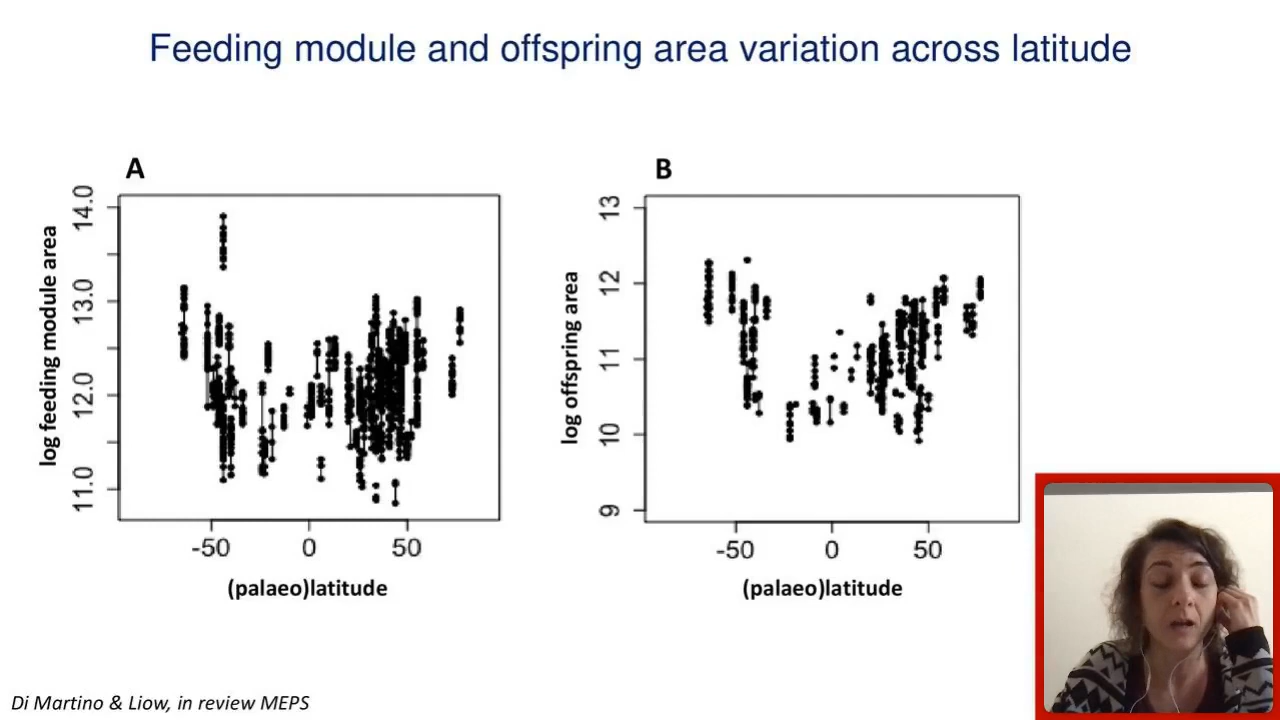 Feeding module and offspring area variation across latitude
A
log feeding module area
14.0
13.0
12.0
11.0
-50 0 50
(palaeo)latitude
B
log offspring area
13
12
11
10
9
-50 0 50
(palaeo)latitude
Di Martino & Liow, in review MEPS